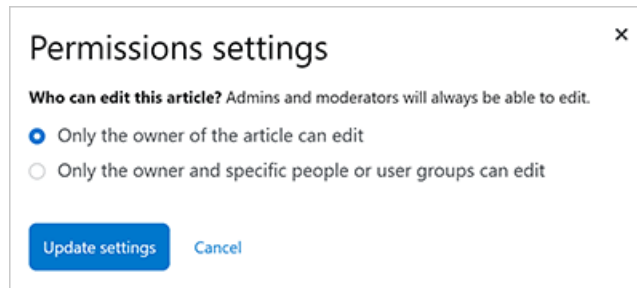 Permissions settings
Who can edit this article? Admins and moderators will always be able to edit.
Only the owner of the article can edit
Only the owner and specific people or user groups can edit
Update settings Cancel